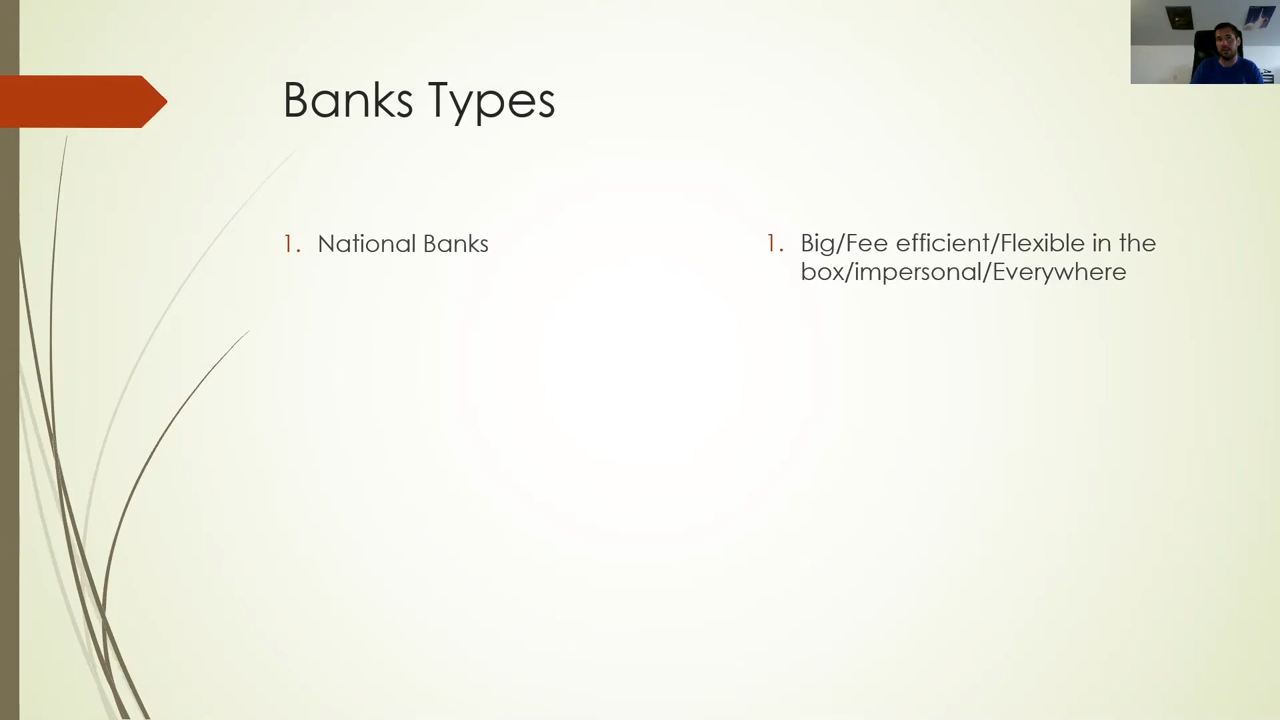 Banks Types
1. National Banks
1. Big/Fee efficient/Flexible in the
box/impersonal/Everywhere